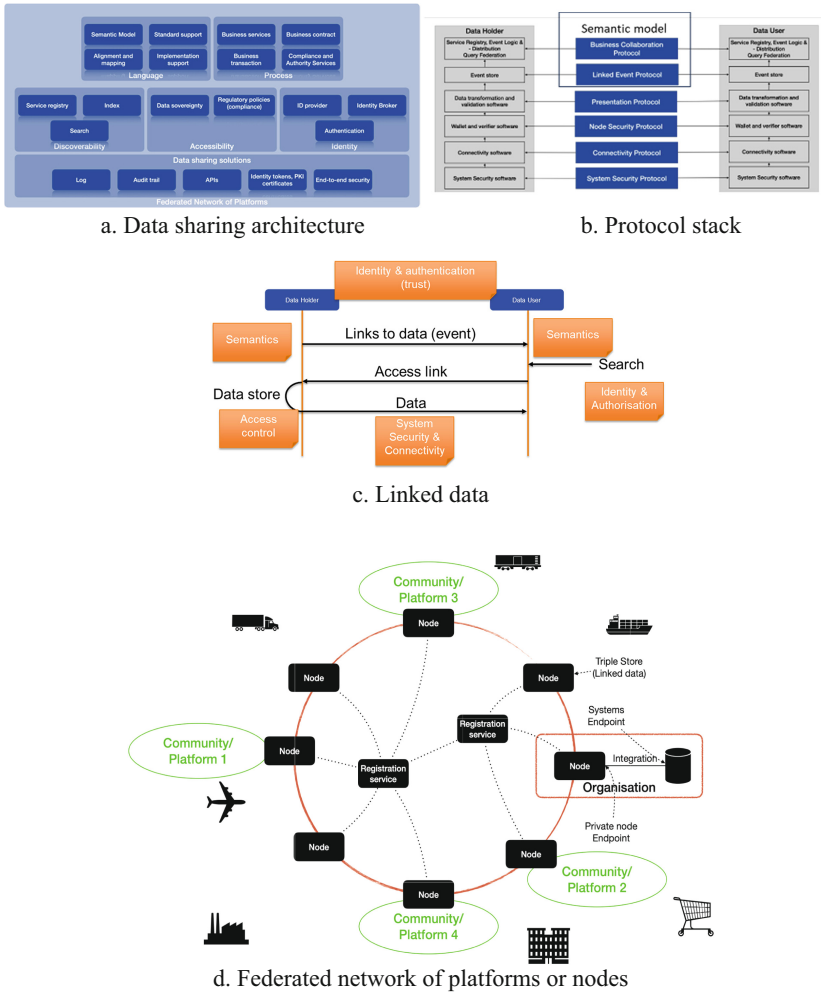 Semantic Model
Standard support
Business services
Business contract
Alignment and
mapping
Implementation
support
Business
transaction
Compliance and
Authority Services
Language
Process
Service registry
Index
Data sovereignty
Regulatory policies
(compliance)
ID provider
Identity Broker
Search
Authentication
Discoverability
Accessibility
Identity
Data sharing solutions
Log
Audit trail
APIs
Identity tokens, PKI
certificates
End-to-end security
Federated Network of Platforms
a. Data sharing architecture
Data Holder
Semantic model
Data User
Service Registry, Event Logic &
- Distribution
Query Federation
Business Collaboration
Protocol
Service Registry, Event Logic &
- Distribution
Query Federation
Event store
Linked Event Protocol
Event store
Data transformation and
validation software
Presentation Protocol
Data transformation and
validation software
Wallet and verifier software
Node Security Protocol
Wallet and verifier software
Connectivity software
Connectivity Protocol
Connectivity software
System Security software
System Security Protocol
System Security software
b. Protocol stack
Identity & authentication
(trust)
Data Holder
Data User
Semantics
Links to data (event)
Semantics
Search
Access link
Data store
Data
Identity &
Authorisation
Access
control
System
Security &
Connectivity
c. Linked data
Community/
Platform 3
Node
Node
Node
Triple Store
(Linked data)
Systems
Endpoint
Registration
service
Community/
Platform 1
Node
Registration
service
Node
Integration
Organisation
Node
Private node
Endpoint
Node
Community/
Platform 2
Node
Community/
Platform 4
d. Federated network of platforms or nodes